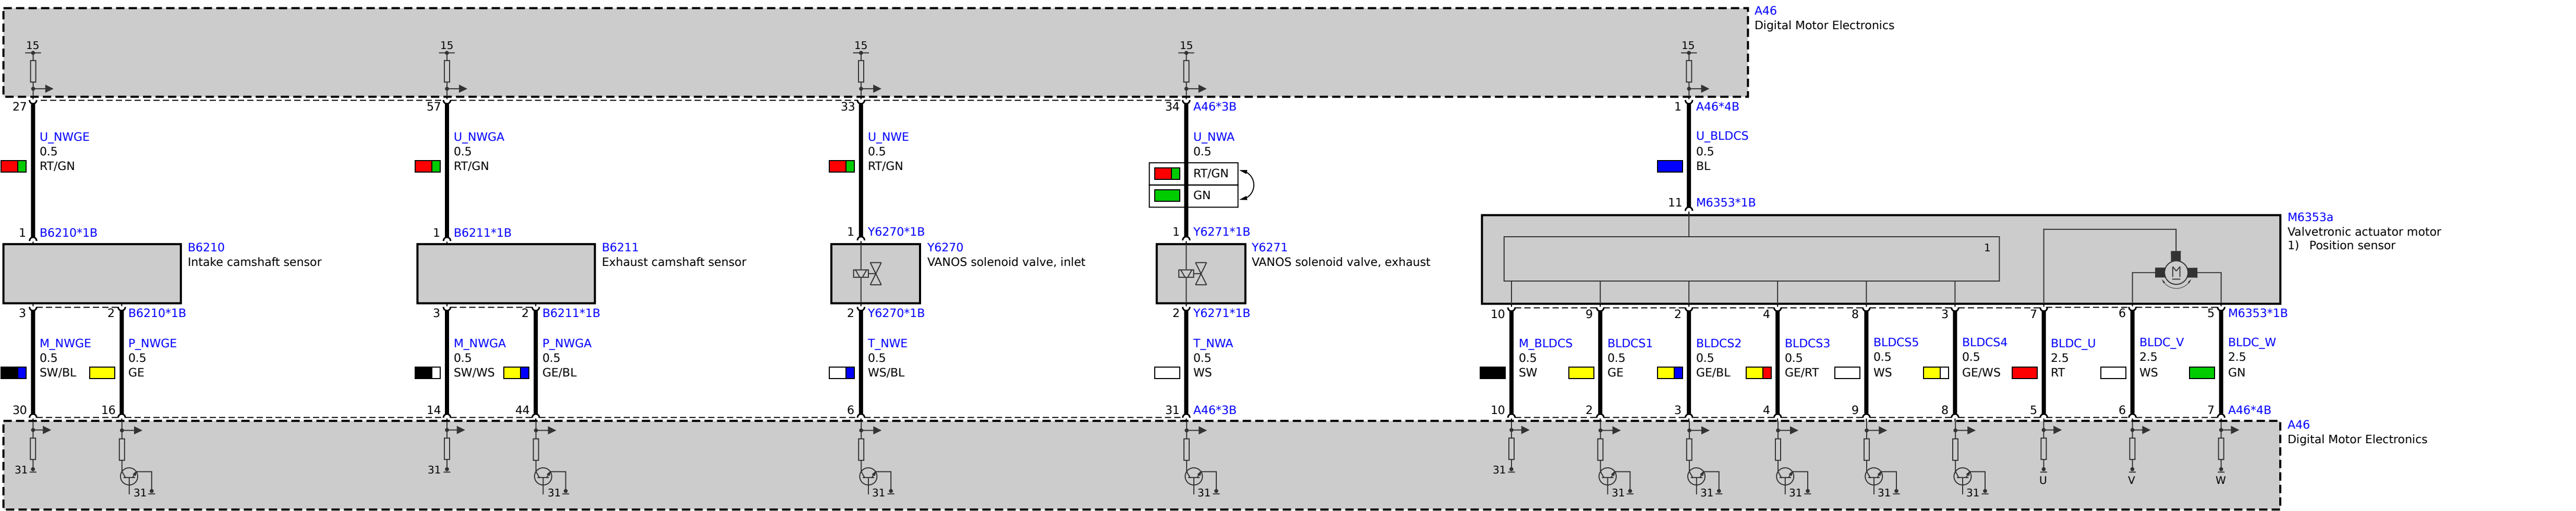 A46
Digital Motor Electronics
15 15 15 15 15
27 57 33 34 A46*3B 1 A46*4B
U_NWGE U_NWGA U_NWE U_NWA U_BLDCS
0.5 0.5 0.5 0.5 0.5
RT/GN RT/GN RT/GN RT/GN BL
GN
11 M6353*1B
1 B6210*1B 1 B6211*1B 1 Y6270*1B 1 Y6271*1B
B6210
Intake camshaft sensor
B6211
Exhaust camshaft sensor
Y6270
VANOS solenoid valve, inlet
Y6271
VANOS solenoid valve, exhaust
1
M
M6353a
Valvetronic actuator motor
1) Position sensor
3 2 B6210*1B 3 2 B6211*1B 2 Y6270*1B 2 Y6271*1B 10 9 2 4 8 3 7 6 5 M6353*1B
M_NWGE P_NWGE M_NWGA P_NWGA T_NWE T_NWA M_BLDCS BLDCS1 BLDCS2 BLDCS3 BLDCS5 BLDCS4 BLDC_U BLDC_V BLDC_W
0.5 0.5 0.5 0.5 0.5 0.5 0.5 0.5 0.5 0.5 0.5 0.5 2.5 2.5 2.5
SW/BL GE SW/WS GE/BL WS/BL WS SW GE GE/BL GE/RT WS GE/WS RT WS GN
30 16 14 44 6 31 A46*3B 10 2 3 4 9 8 5 6 7 A46*4B
A46
Digital Motor Electronics
31 31 31 U V W
31 31 31 31 31 31 31 31 31